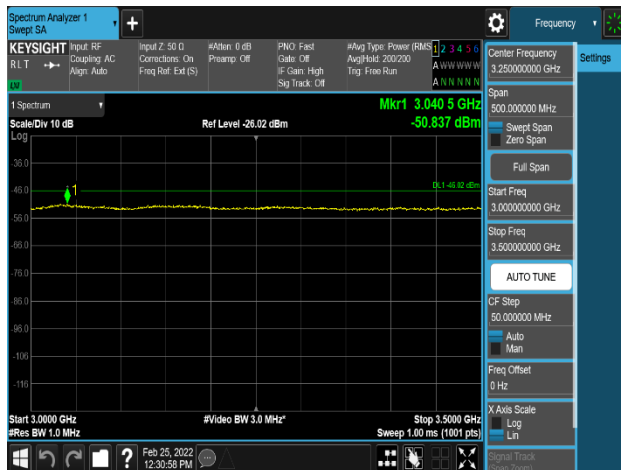 Spectrum Analyzer 1
Swept SA
Frequency
KEYSIGHT
RLT
Input: RF
Coupling: AC
Align: Auto
Input Z: 50 Ω
Corrections: On
Freq Ref: Ext (S)
#Atten: 0 dB
Preamp: Off
PNO: Fast
Gate: Off
IF Gain: High
Sig Track: Off
#Avg Type: Power (RMS
Avg|Hold: 200/200
Trig: Free Run
1 2 3 4 5 6
A W W W W W
A N N N N N
Settings
1 Spectrum
Scale/Div 10 dB
Log
Ref Level -26.02 dBm
Mkr1 3.040 5 GHz
-50.837 dBm
-36.0
-46.0
-56.0
-66.0
-76.0
-86.0
-96.0
-106
-116
1
DL1 -46.02 dBm
Start 3.0000 GHz
#Res BW 1.0 MHz
#Video BW 3.0 MHz*
Stop 3.5000 GHz
Sweep 1.00 ms (1001 pts)
Center Frequency
3.250000000 GHz
Span
500.000000 MHz
Swept Span
Zero Span
Full Span
Start Freq
3.000000000 GHz
Stop Freq
3.500000000 GHz
AUTO TUNE
CF Step
50.000000 MHz
Auto
Man
Freq Offset
0 Hz
X Axis Scale
Log
Lin
Signal Track
(Span Zoom)
?
Feb 25, 2022
12:30:58 PM